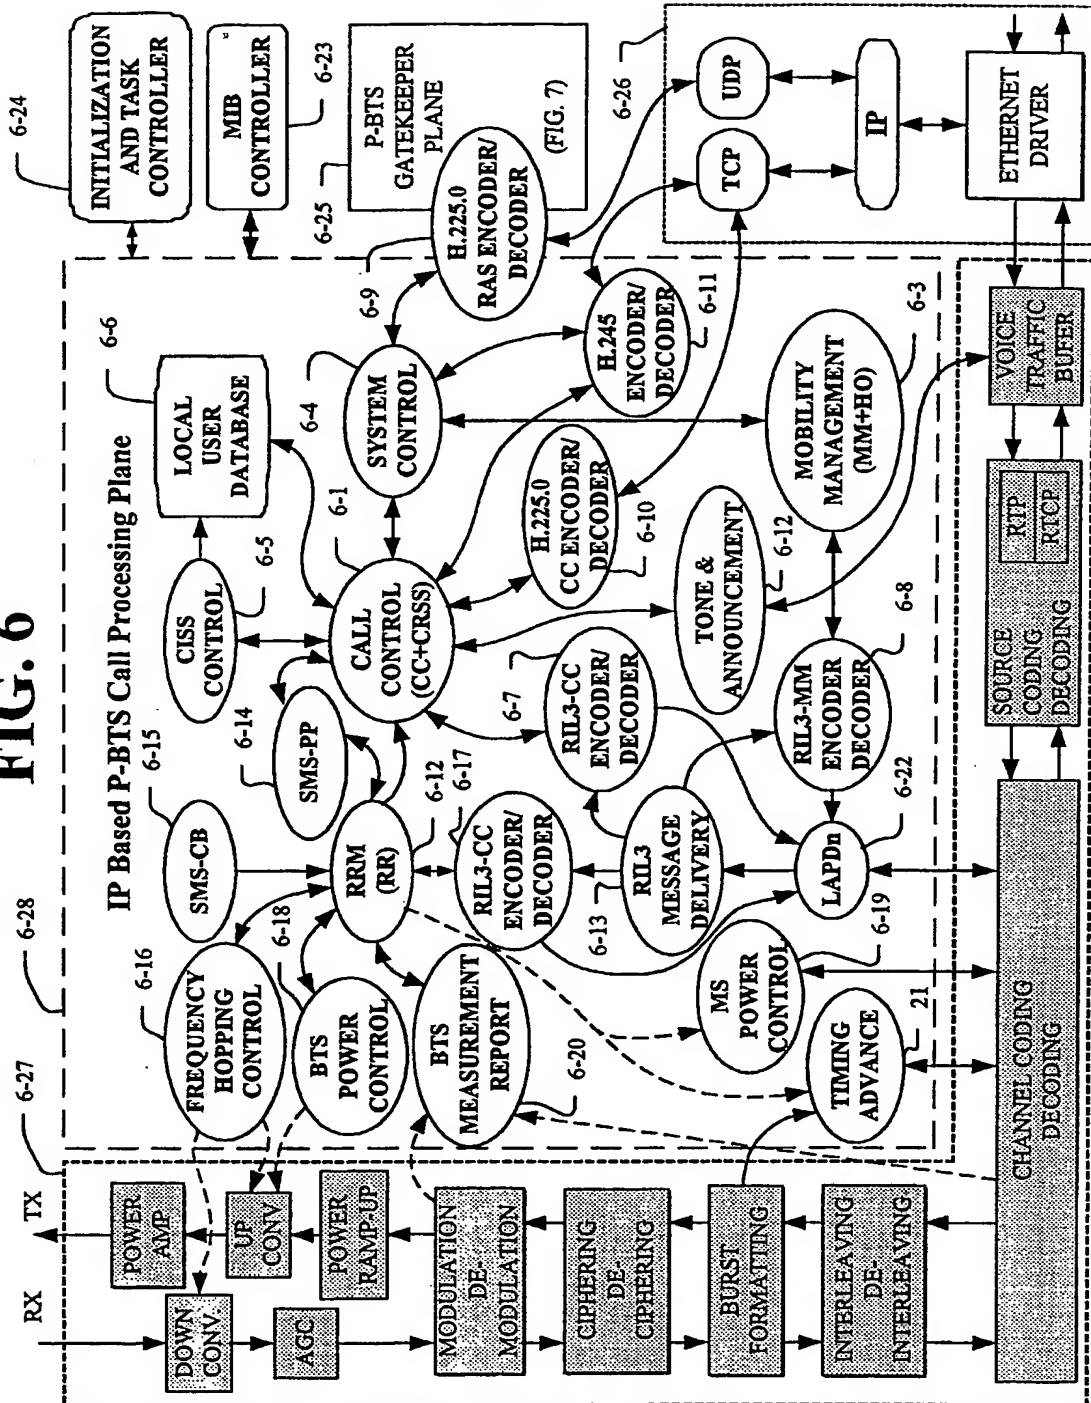 FIG. 6
6-27
6-28
6-24
INITIALIZATION
AND TASK
CONTROLLER
MIB
CONTROLLER
6-23
6-25
P-BTS
GATEKEEPER
PLANE
(FIG. 7)
6-26
IP Based P-BTS Call Processing Plane
RX
TX
POWER
AMP
DOWN
CONV.
UP
CONV.
AGC
POWER
RAMP-UP
MODULATION
DE-
MODULATION
CIPHERING
DE-
CIPHERING
BURST
FORMATTING
INTERLEAVING
DE-
INTERLEAVING
6-16
FREQUENCY
HOPPING
CONTROL
6-15
SMS-CB
6-14
SMS-PP
6-5
CISS
CONTROL
6-6
LOCAL
USER
DATABASE
6-18
BTS
POWER
CONTROL
RRM
(RR)
6-12
6-1
CALL
CONTROL
(CC+CRSS)
6-4
SYSTEM
CONTROL
6-9
H.225.0
RAS ENCODER/
DECODER
BTS
MEASUREMENT
REPORT
6-20
6-17
RIL3-CC
ENCODER/
DECODER
6-7
RIL3-CC
ENCODER/
DECODER
H.225.0
CC ENCODER/
DECODER
6-10
H.245
ENCODER/
DECODER
6-11
6-13
RIL3
MESSAGE
DELIVERY
TONE &
ANNOUNCEMENT
6-12
MS
POWER
CONTROL
6-19
LAPDn
6-22
RIL3-MM
ENCODER
DECODER
6-8
MOBILITY
MANAGEMENT
(MM+HO)
6-3
TIMING
ADVANCE
21
UDP
TCP
IP
ETHERNET
DRIVER
CHANNEL CODING
DECODING
SOURCE
CODING
DECODING
RTP
RTCP
VOICE
TRAFFIC
BUFER